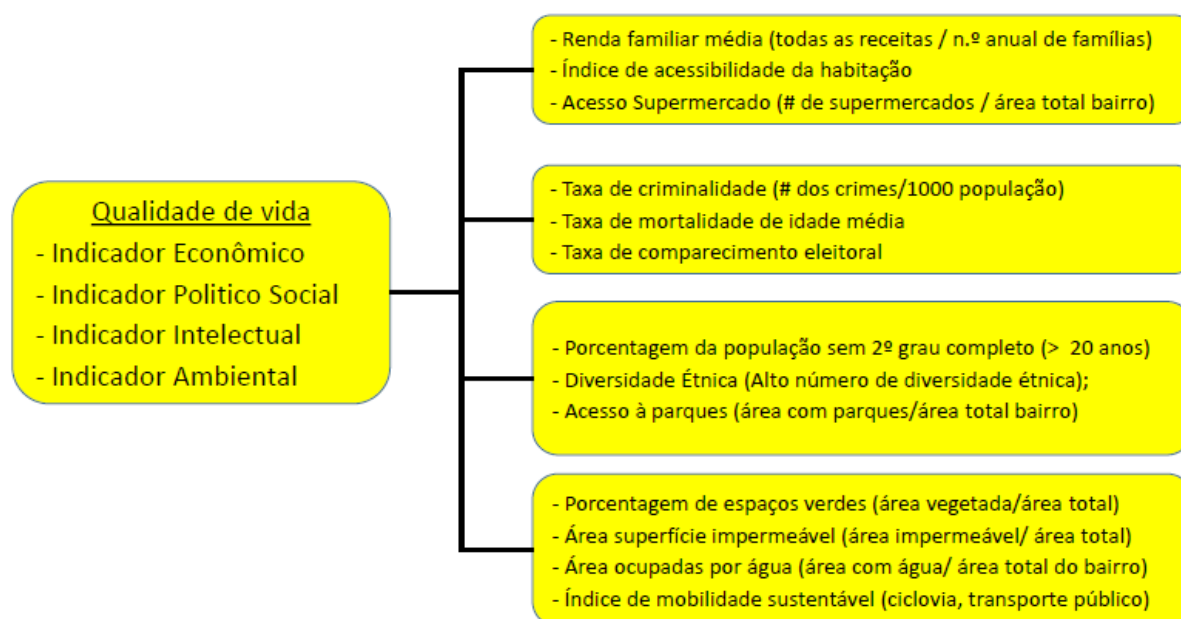 Qualidade de vida
- Indicador Econômico
- Indicador Politico Social
- Indicador Intelectual
- Indicador Ambiental
- Renda familiar média (todas as receitas / n.º anual de famílias)
- Índice de acessibilidade da habitação
- Acesso Supermercado (# de supermercados / área total bairro)
- Taxa de criminalidade (# dos crimes/1000 população)
- Taxa de mortalidade de idade média
- Taxa de comparecimento eleitoral
- Porcentagem da população sem 2º grau completo (> 20 anos)
- Diversidade Étnica (Alto número de diversidade étnica);
- Acesso à parques (área com parques/área total bairro)
- Porcentagem de espaços verdes (área vegetada/área total)
- Área superfície impermeável (área impermeável/ área total)
- Área ocupadas por água (área com água/ área total do bairro)
- Índice de mobilidade sustentável (ciclovia, transporte público)